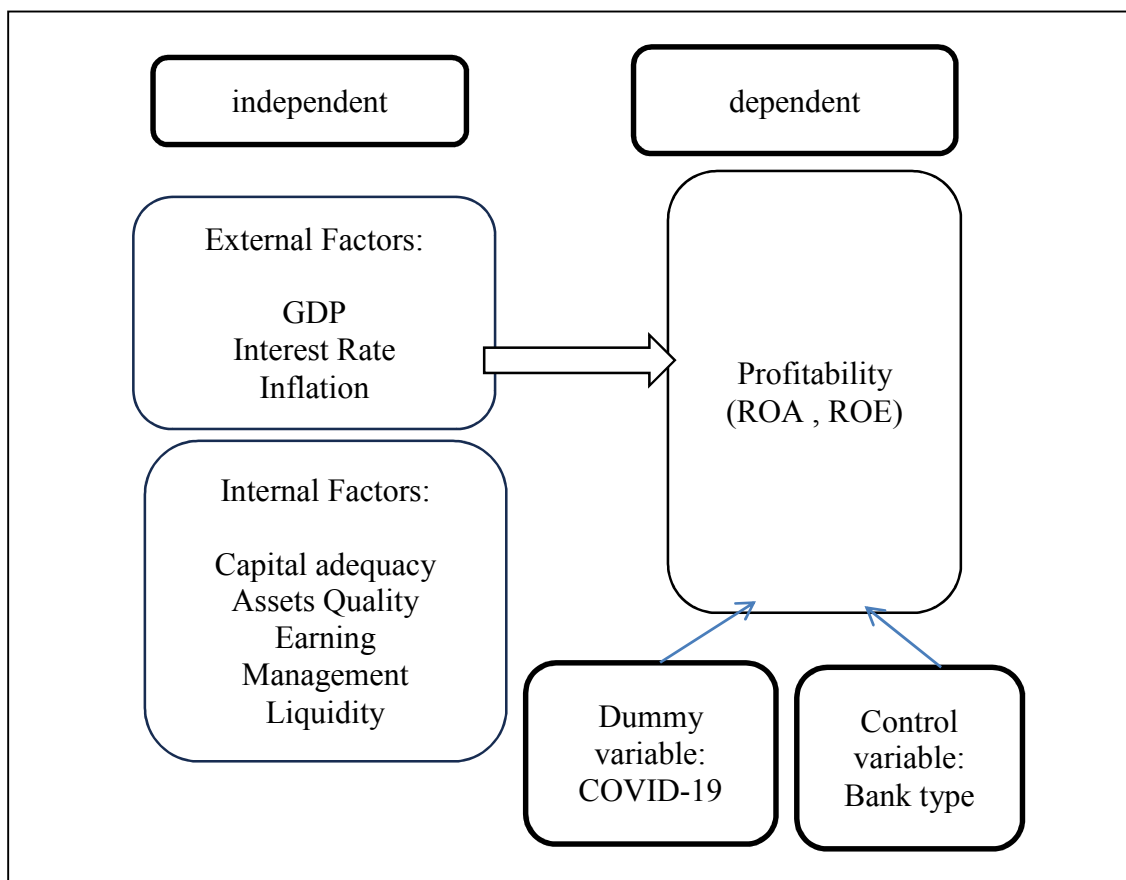 independent
dependent
External Factors:
GDP
Interest Rate
Inflation
Profitability
(ROA , ROE)
Internal Factors:
Capital adequacy
Assets Quality
Earning
Management
Liquidity
Dummy
variable:
COVID-19
Control
variable:
Bank type